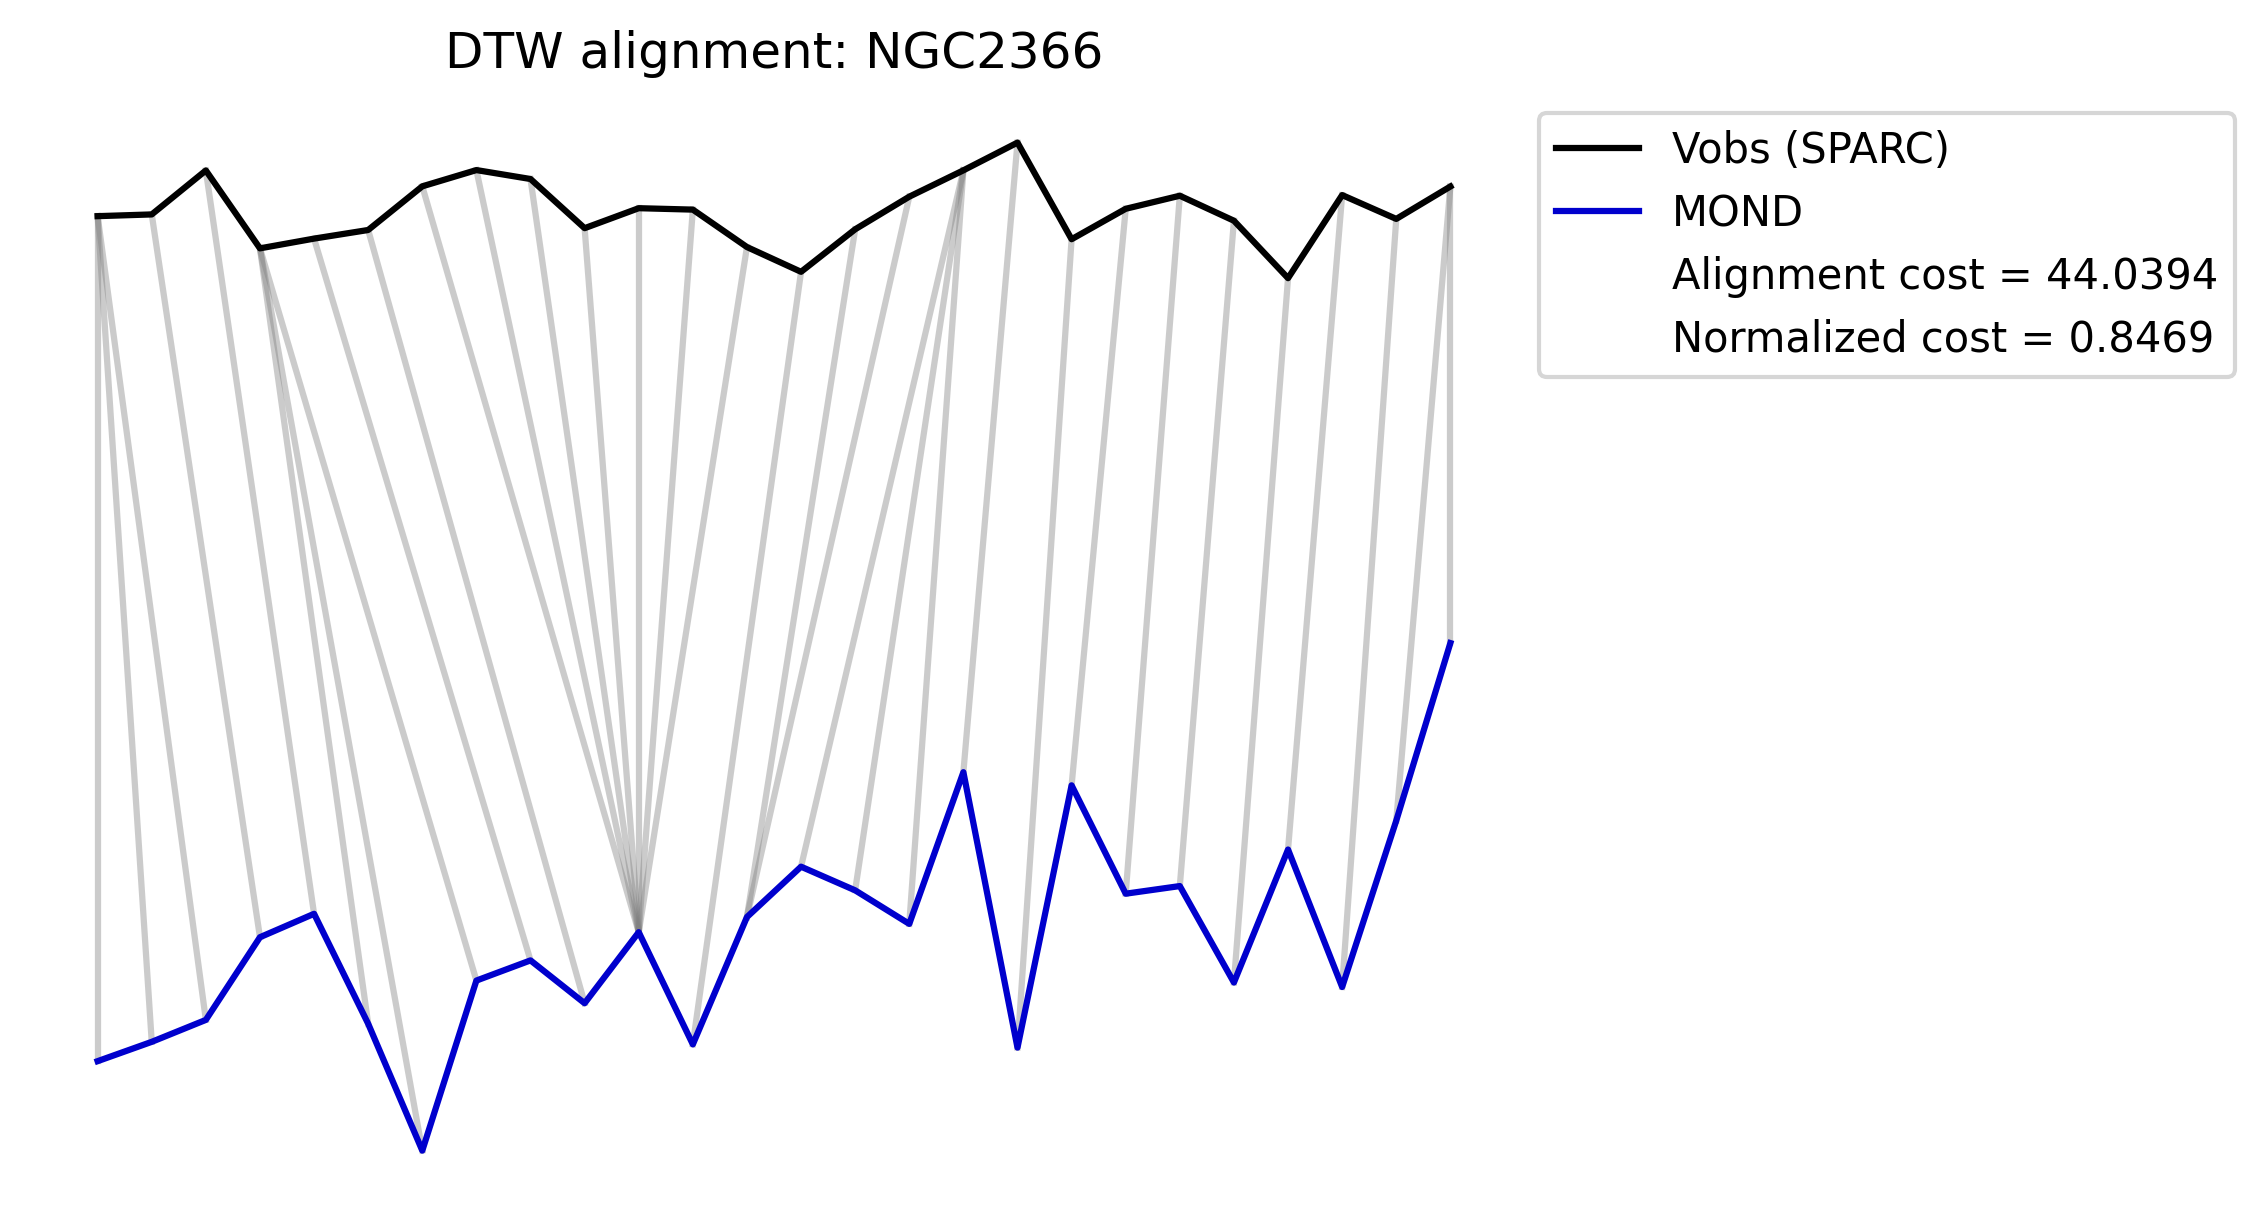 DTW alignment: NGC2366
Vobs (SPARC)
MOND
Alignment cost = 44.0394
Normalized cost = 0.8469